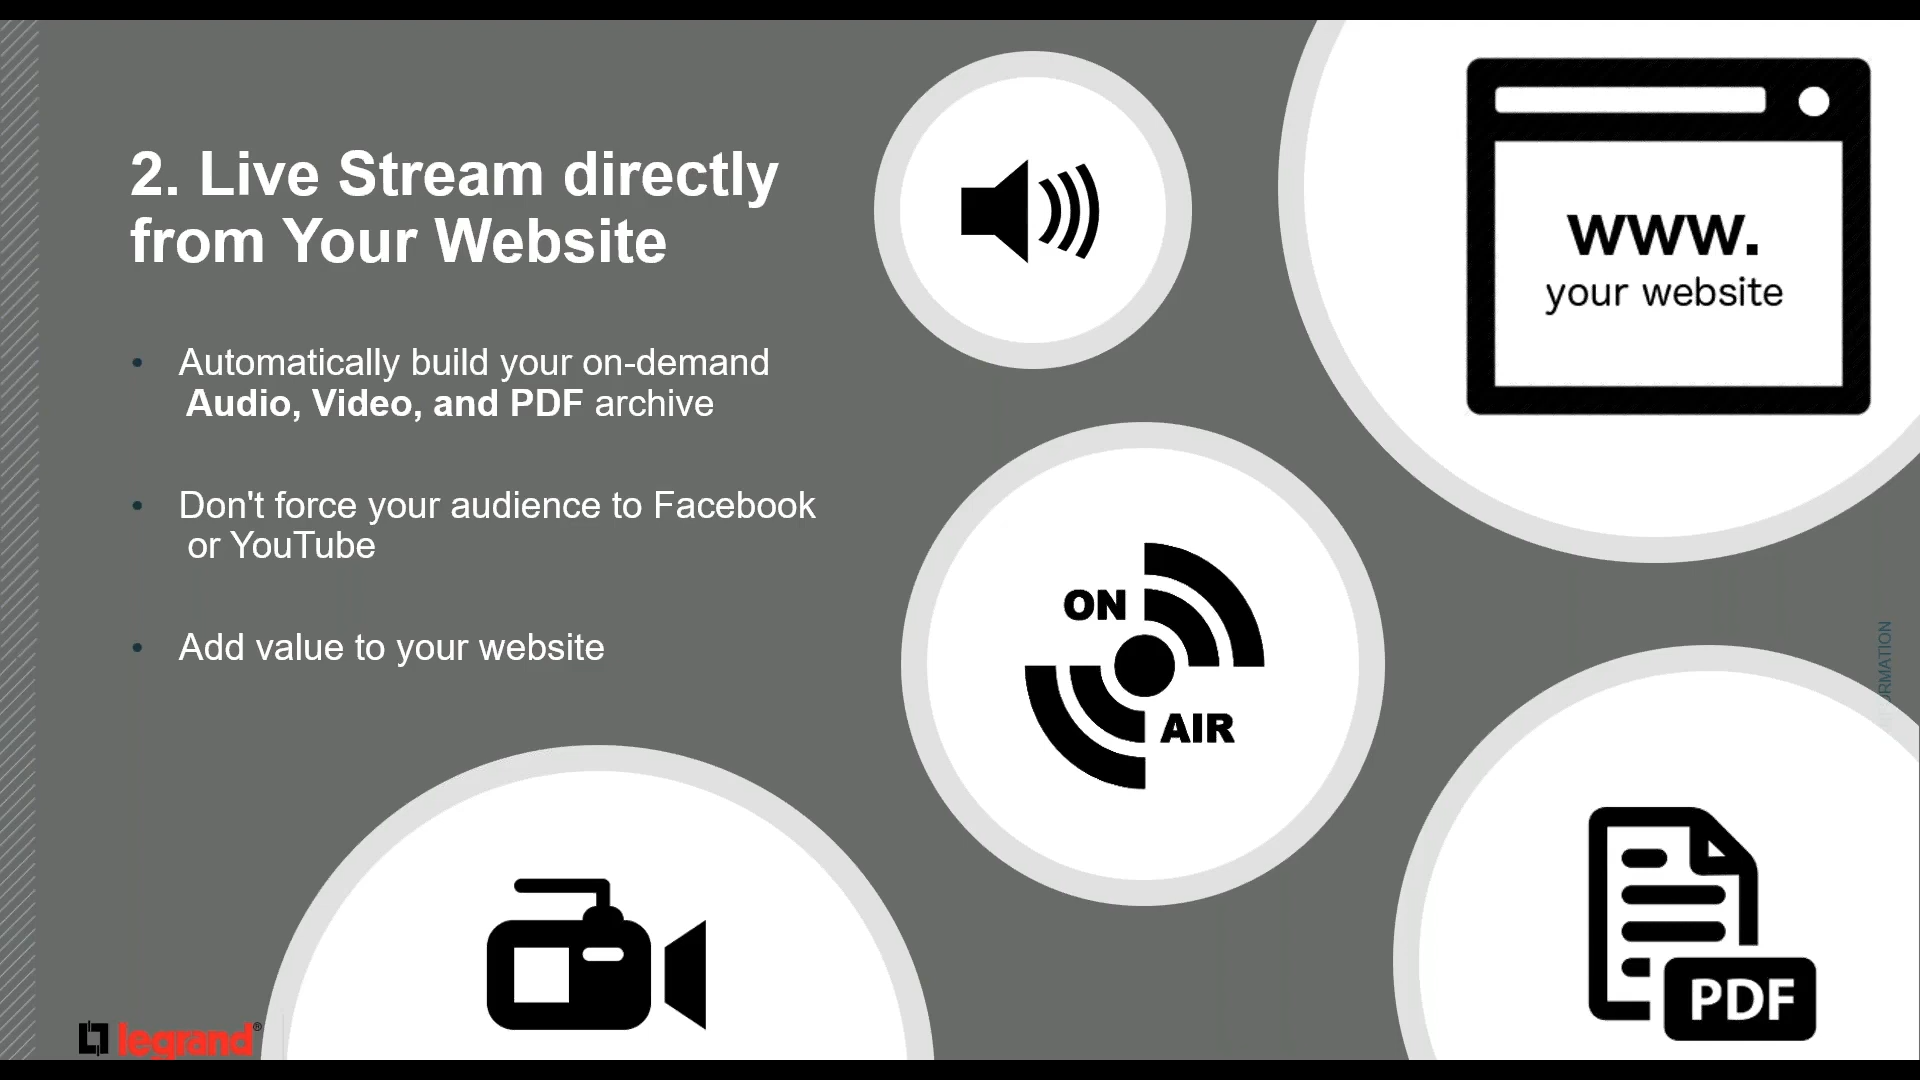 2. Live Stream directly
from Your Website
• Automatically build your on-demand
Audio, Video, and PDF archive
• Don't force your audience to Facebook
or YouTube
• Add value to your website
www.
your website
ON
AIR
PDF
legrand®